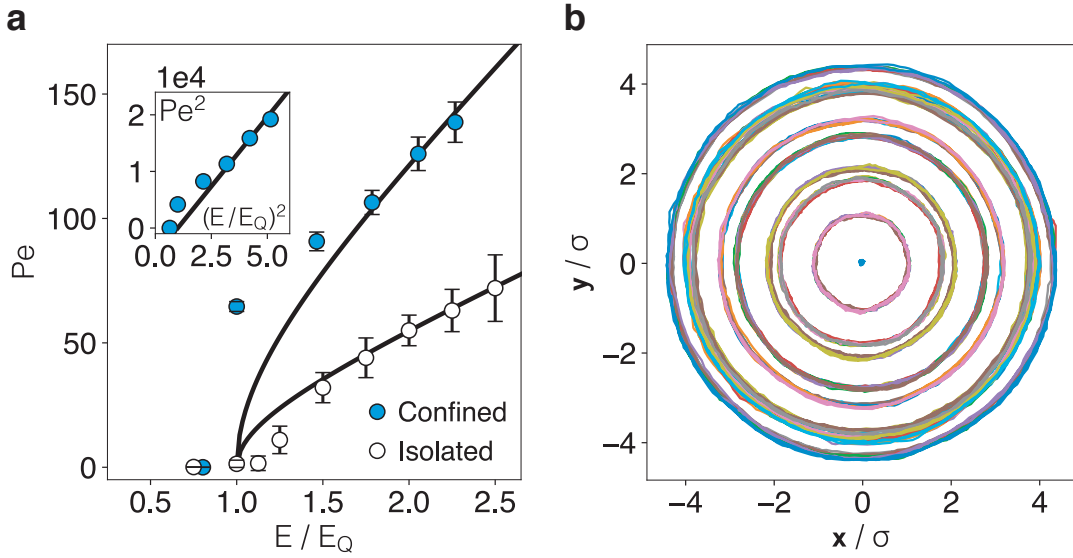 a
1e4
Pe²
2
1
0
0.0 2.5 5.0
(E/E_Q)²
150
100
50
0
Pe
Confined
Isolated
0.5 1.0 1.5 2.0 2.5
E / E_Q
b
4
2
0
−2
−4
y / σ
−4 −2 0 2 4
x / σ